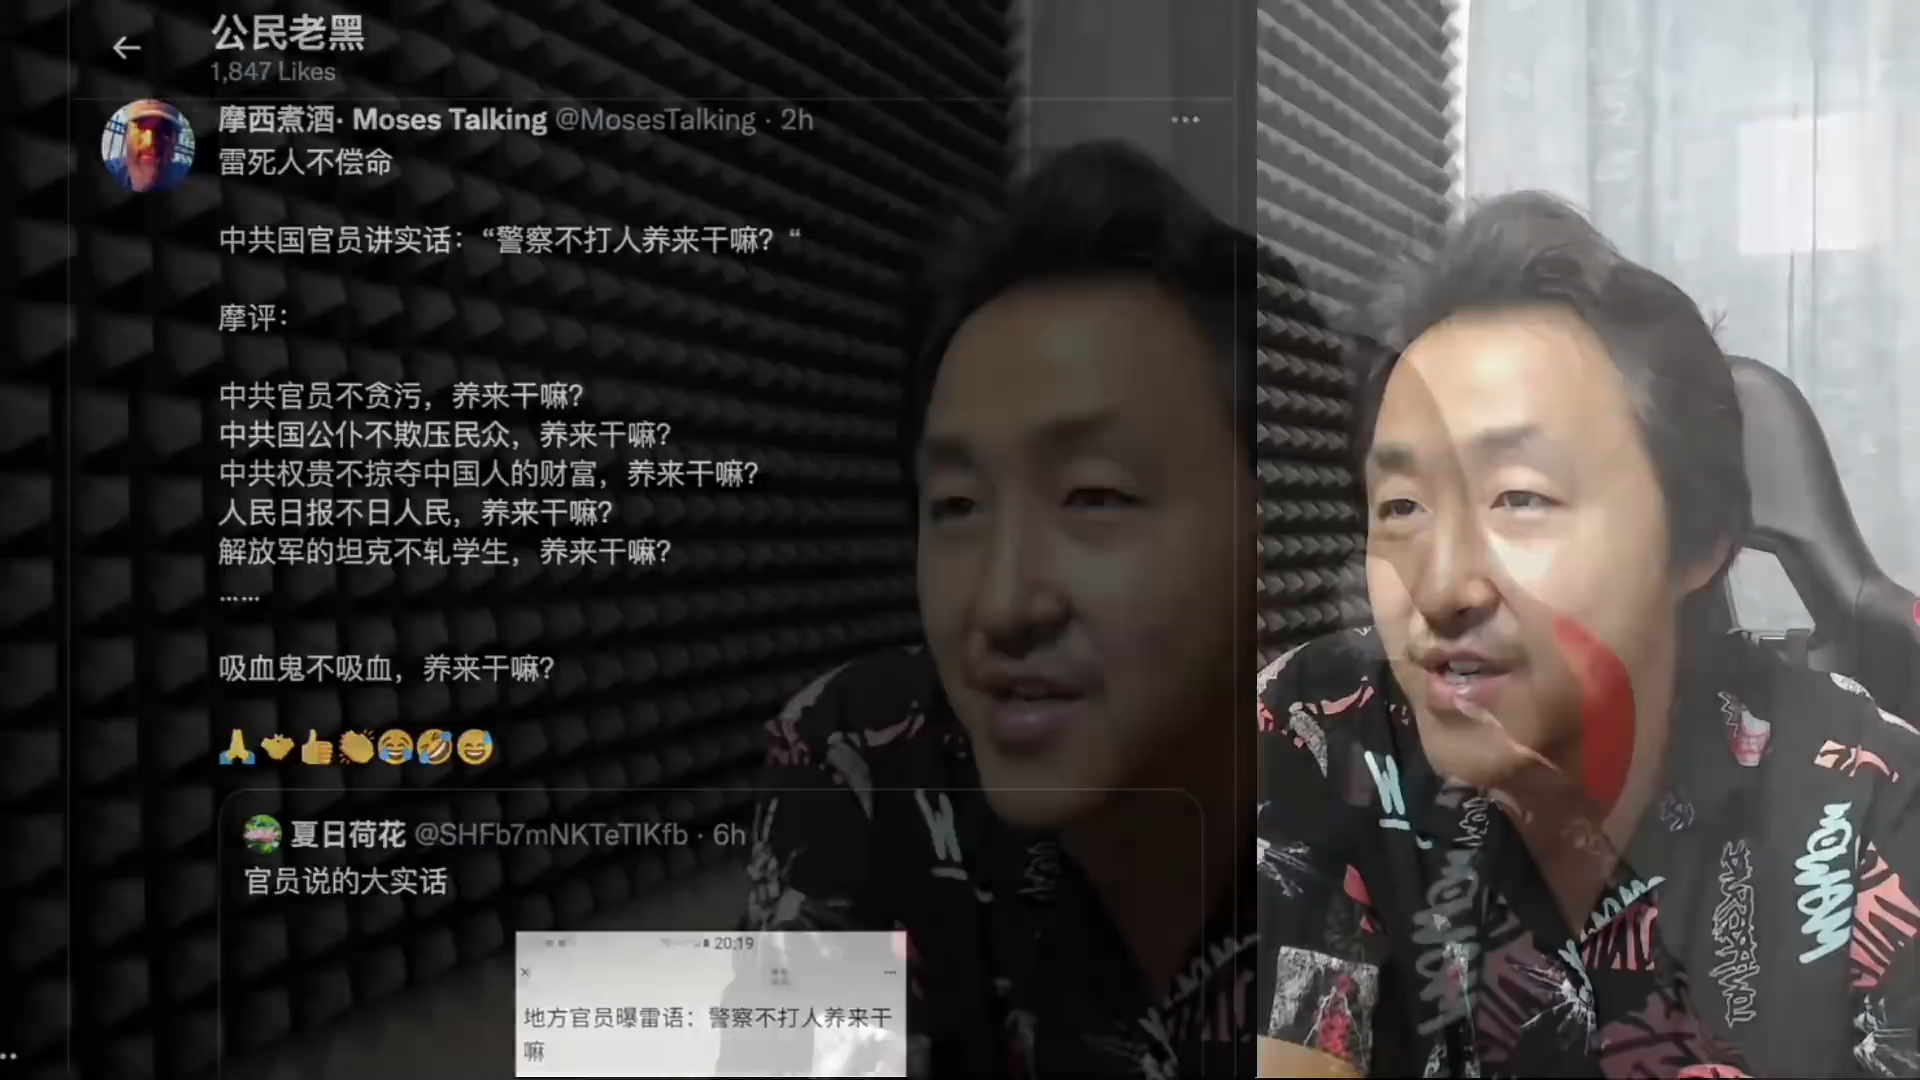 公民老黑
1,847 Likes
摩西煮酒· Moses Talking @MosesTalking · 2h
雷死人不偿命
中共国官员讲实话：“警察不打人养来干嘛？“
摩评：
中共官员不贪污，养来干嘛？
中共国公仆不欺压民众，养来干嘛？
中共权贵不掠夺中国人的财富，养来干嘛？
人民日报不日人民，养来干嘛？
解放军的坦克不轧学生，养来干嘛？
……
吸血鬼不吸血，养来干嘛？
夏日荷花 @SHFb7mNKTeTIKfb · 6h
官员说的大实话
20:19
地方官员曝雷语：警察不打人养来干
嘛